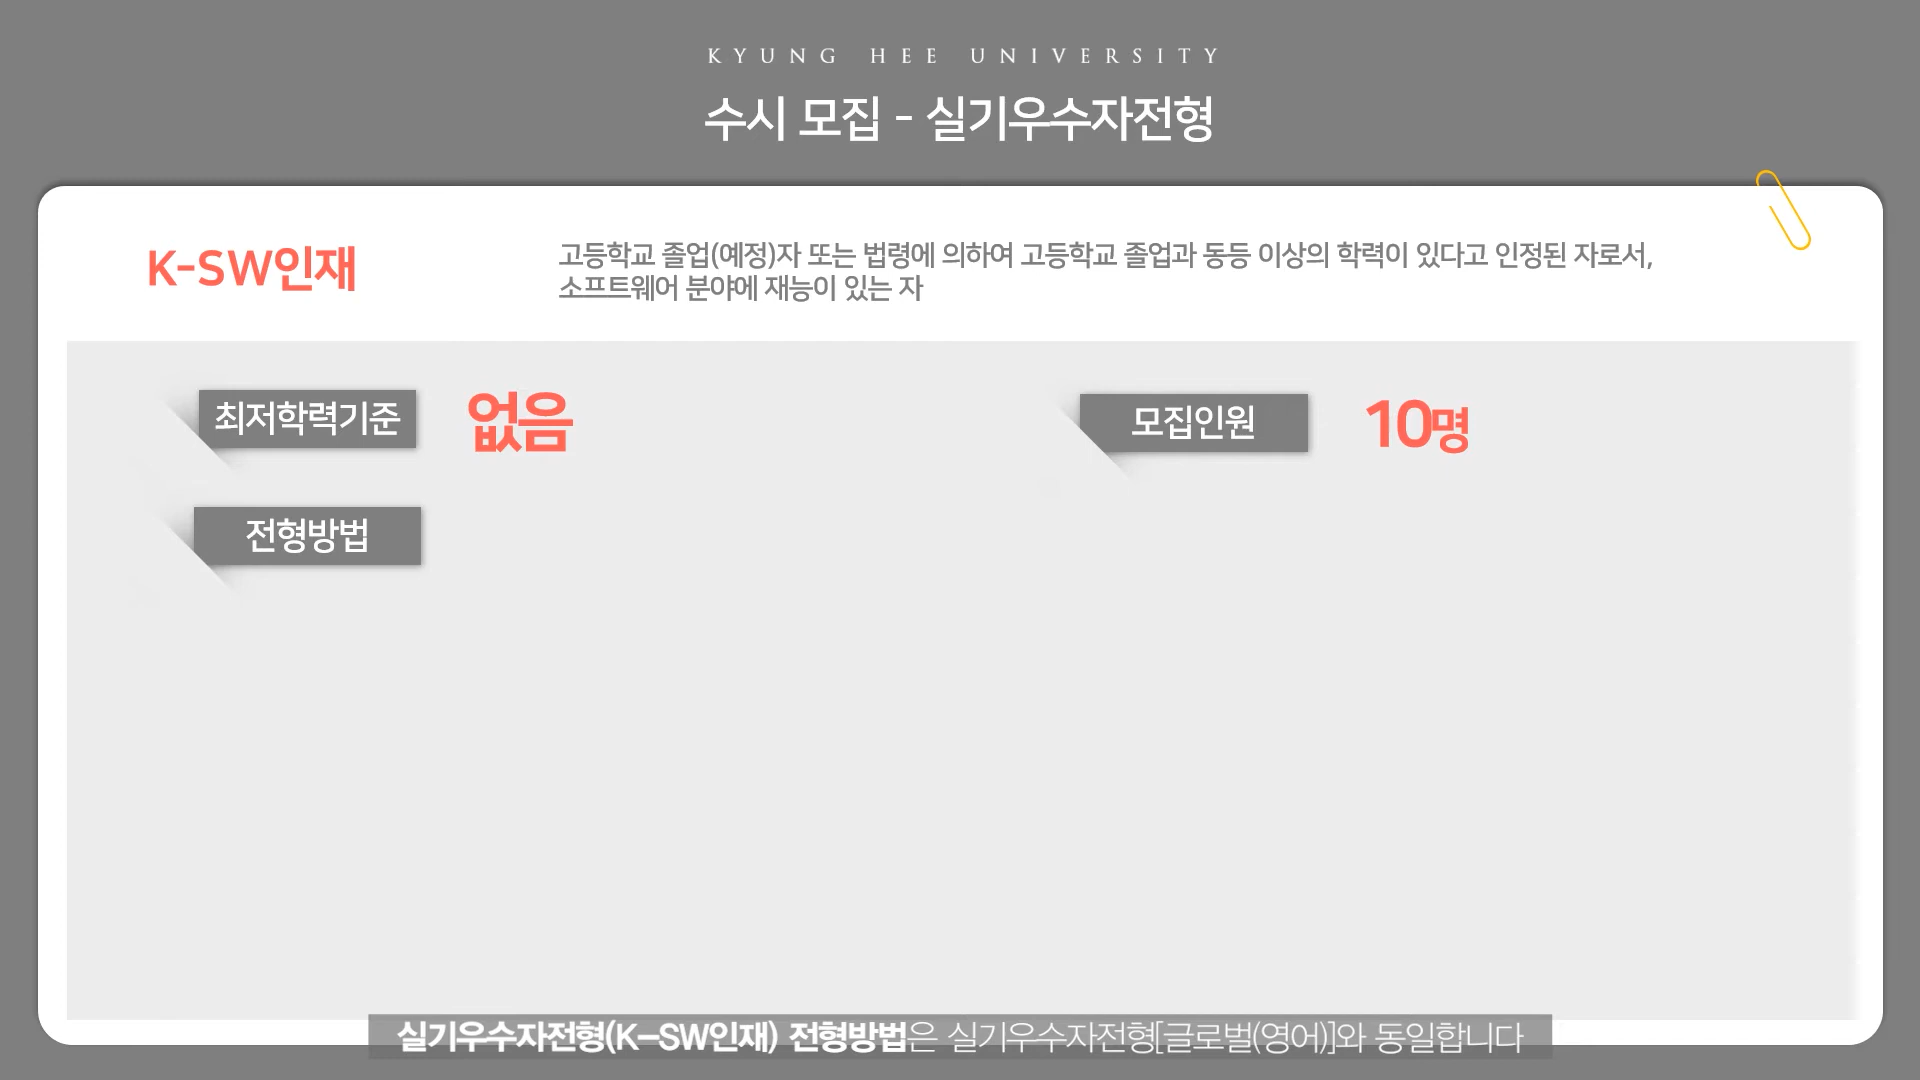 KYUNG HEE UNIVERSITY
수시 모집 - 실기우수자전형
K-SW인재
고등학교 졸업(예정)자 또는 법령에 의하여 고등학교 졸업과 동등 이상의 학력이 있다고 인정된 자로서,
소프트웨어 분야에 재능이 있는 자
최저학력기준 없음
모집인원 10명
전형방법
실기우수자전형(K-SW인재) 전형방법은 실기우수자전형[글로벌(영어)]와 동일합니다